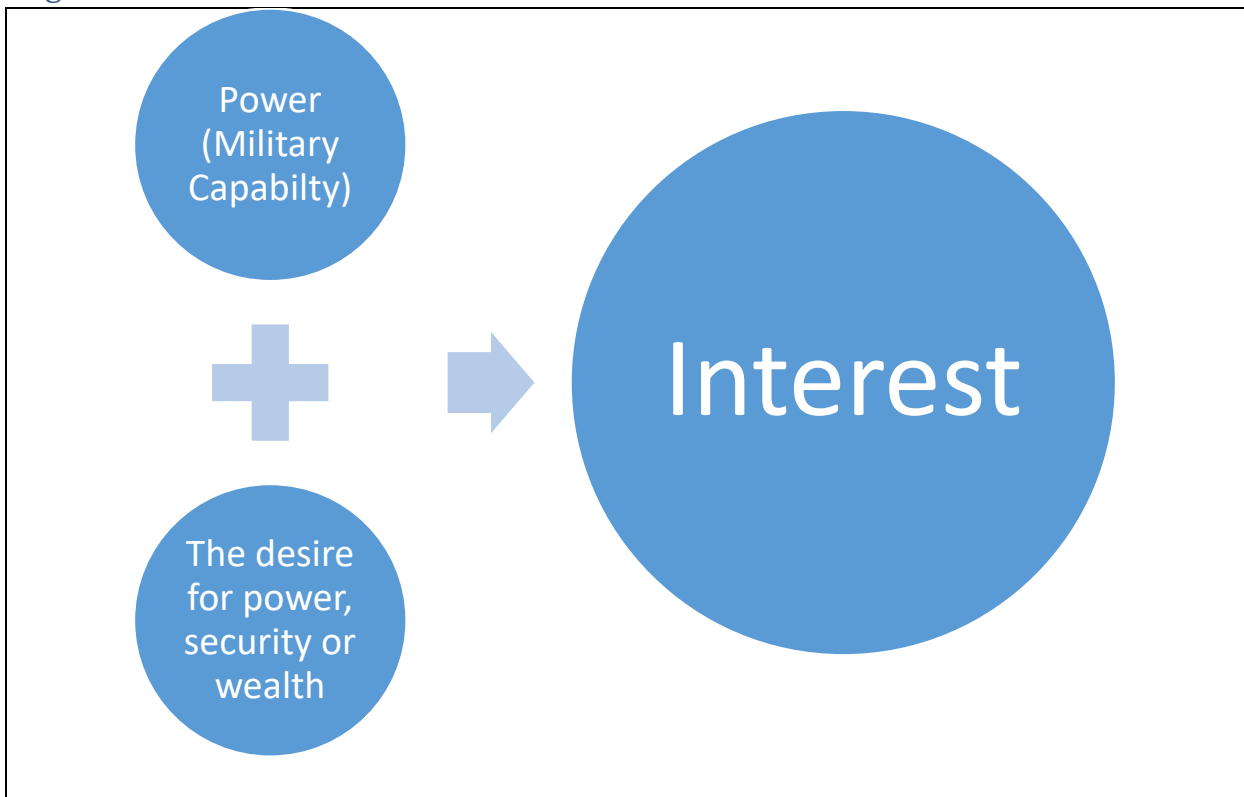 Power
(Military
Capabilty)
The desire
for power,
security or
wealth
Interest